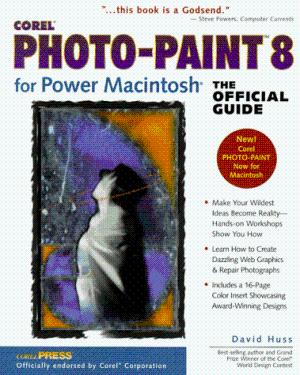 "...this book is a Godsend."
— Steve Powers, Computer Currents
COREL
PHOTO-PAINT™ 8
for Power Macintosh®
THE
OFFICIAL
GUIDE
New!
Corel
PHOTO-PAINT
Now for
Macintosh
• Make Your Wildest
Ideas Become Reality—
Hands-on Workshops
Show You How
• Learn How to Create
Dazzling Web Graphics
& Repair Photographs
• Includes a 16-Page
Color Insert Showcasing
Award-Winning Designs
David Huss
Best-selling author and Grand
Prize Winner of the Corel®
World Design Contest
COREL PRESS
Officially endorsed by Corel™ Corporation